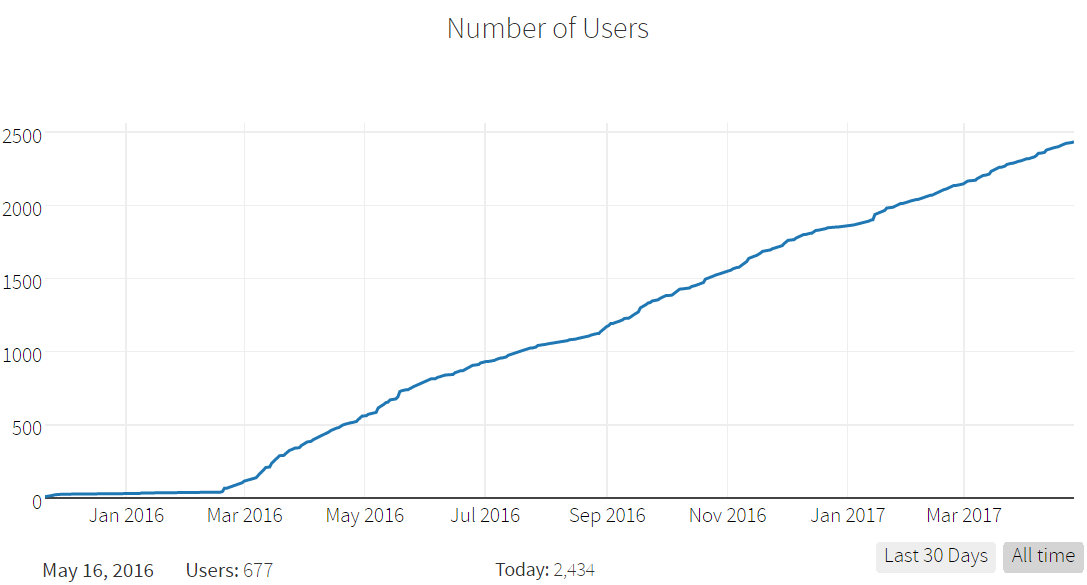 Number of Users
2500
2000
1500
1000
500
0
Jan 2016 Mar 2016 May 2016 Jul 2016 Sep 2016 Nov 2016 Jan 2017 Mar 2017
Last 30 Days All time
May 16, 2016 Users: 677 Today: 2,434